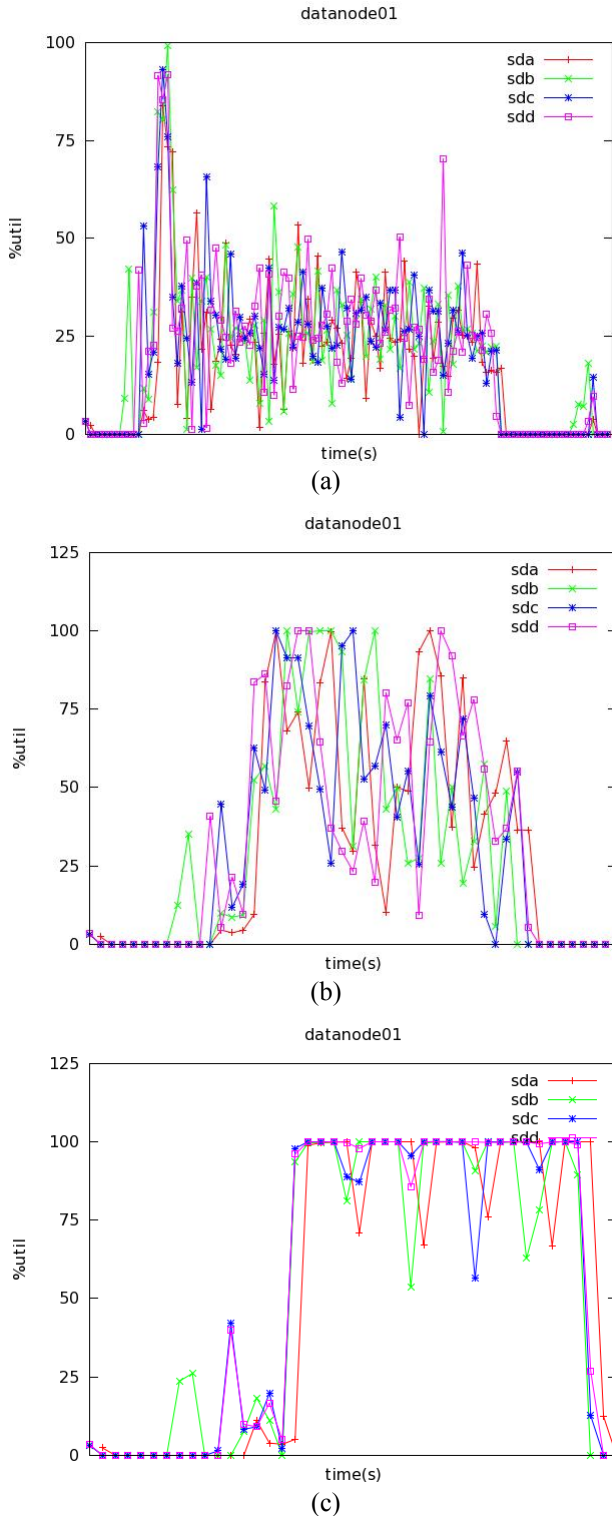 datanode01
100
75
50
25
0
%util
sda
sdb
sdc
sdd
time(s)
(a)
datanode01
125
100
75
50
25
0
%util
sda
sdb
sdc
sdd
time(s)
(b)
datanode01
125
100
75
50
25
0
%util
sda
sdb
sdc
sdd
time(s)
(c)